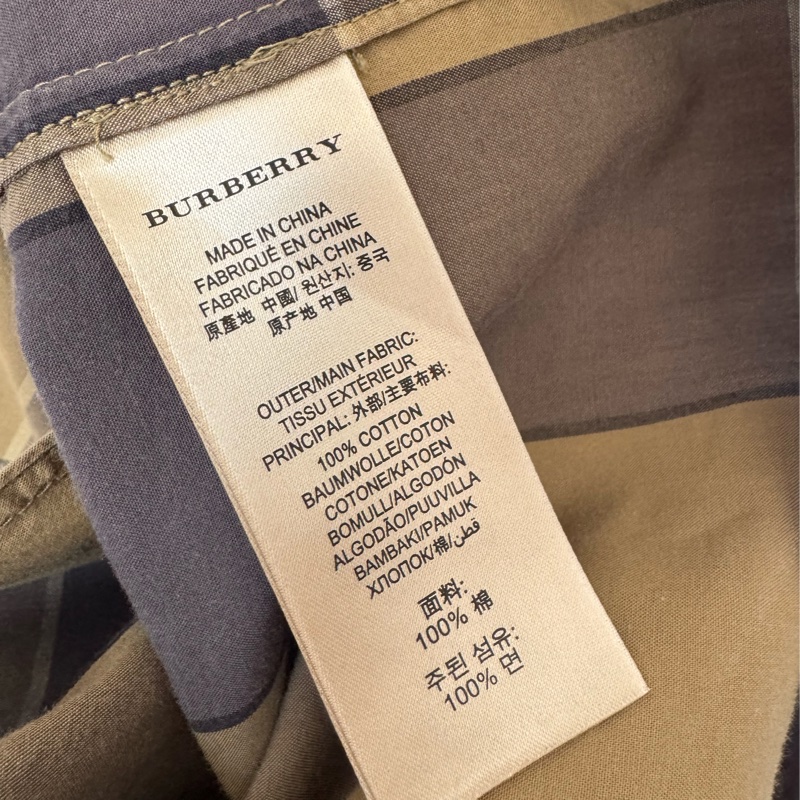 BURBERRY
MADE IN CHINA
FABRIQUÉ EN CHINE
FABRICADO NA CHINA
原產地 中國/ 원산지: 중국
原产地 中国
OUTER/MAIN FABRIC:
TISSU EXTÉRIEUR
PRINCIPAL: 外部/主要布料:
100% COTTON
BAUMWOLLE/COTON
COTONE/KATOEN
BOMULL/ALGODÓN
ALGODÃO/PUUVILLA
BAMBAKI/PAMUK
ХЛОПОК/棉/قطن
面料:
100% 棉
주된 섬유:
100% 면